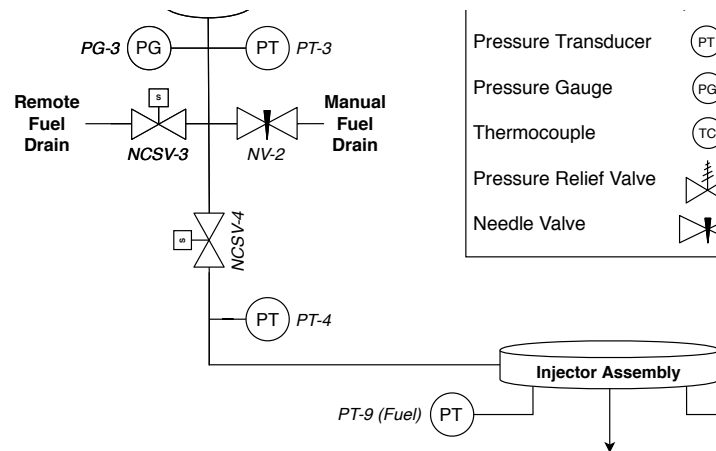 PG-3
PG
PT
PT-3
Remote
Fuel
Drain
s
NCSV-3
NV-2
Manual
Fuel
Drain
s
NCSV-4
PT
PT-4
Injector Assembly
PT-9 (Fuel)
PT
Pressure Transducer
PT
Pressure Gauge
PG
Thermocouple
TC
Pressure Relief Valve
Needle Valve